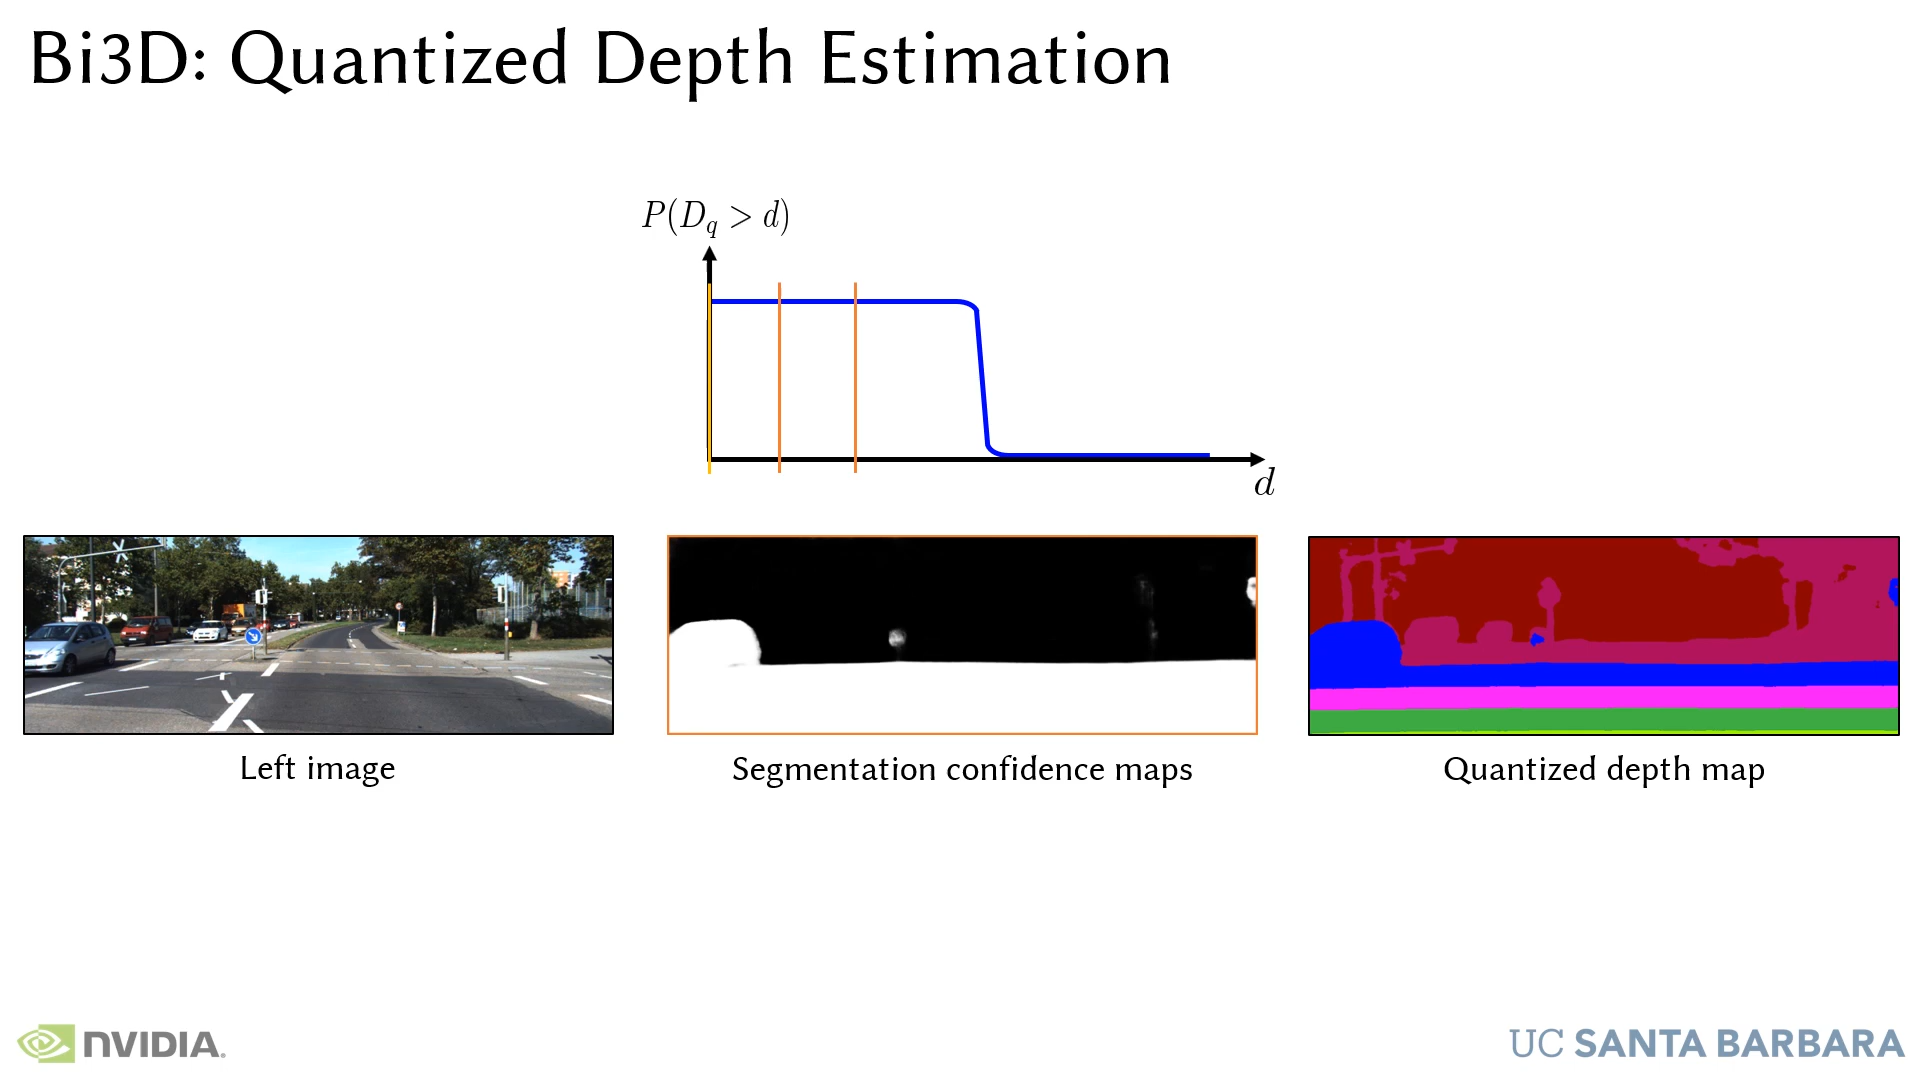 Bi3D: Quantized Depth Estimation
P(D_q > d)
d
Left image
Segmentation confidence maps
Quantized depth map
NVIDIA.
UC SANTA BARBARA